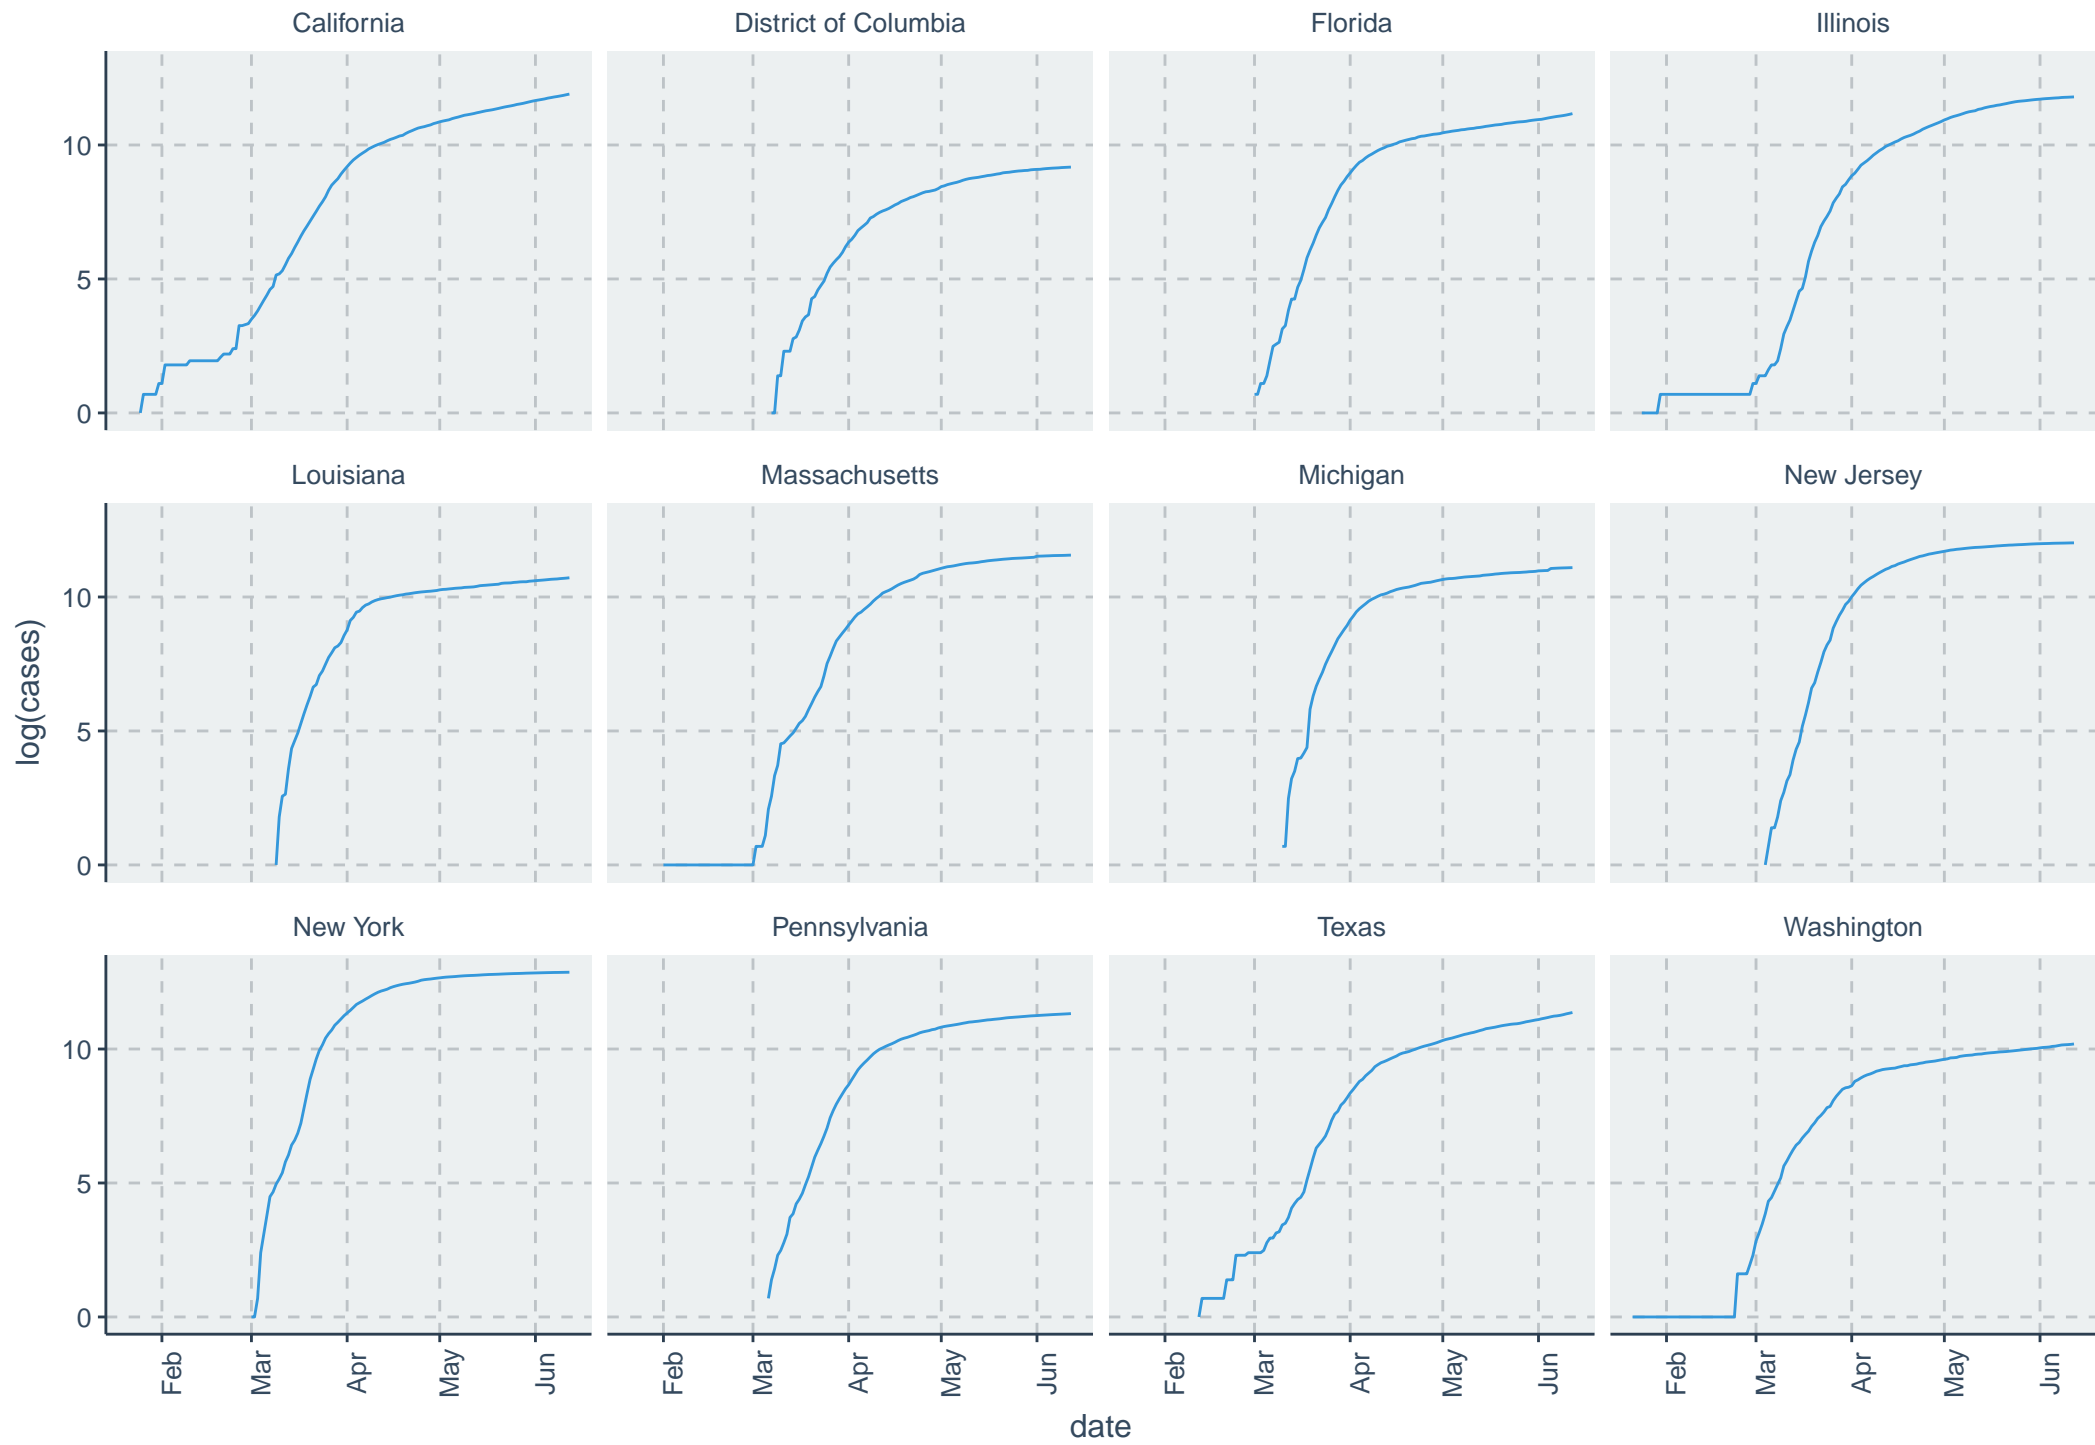 California
District of Columbia
Florida
Illinois
10
5
0
Louisiana
Massachusetts
Michigan
New Jersey
10
5
0
log(cases)
New York
Pennsylvania
Texas
Washington
10
5
0
Feb Mar Apr May Jun
Feb Mar Apr May Jun
Feb Mar Apr May Jun
Feb Mar Apr May Jun
date